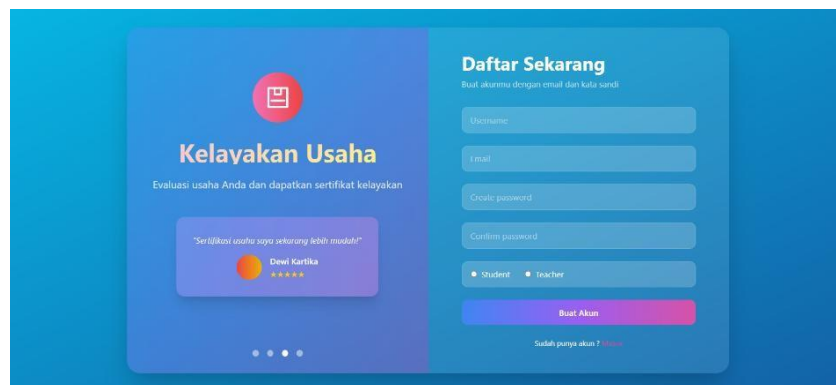 Kelayakan Usaha
Evaluasi usaha Anda dan dapatkan sertifikat kelayakan
"Sertifikasi usaha saya sekarang lebih mudah!"
Dewi Kartika
★★★★★
Daftar Sekarang
Buat akunmu dengan email dan kata sandi
Username
Email
Create password
Confirm password
Student Teacher
Buat Akun
Sudah punya akun ?